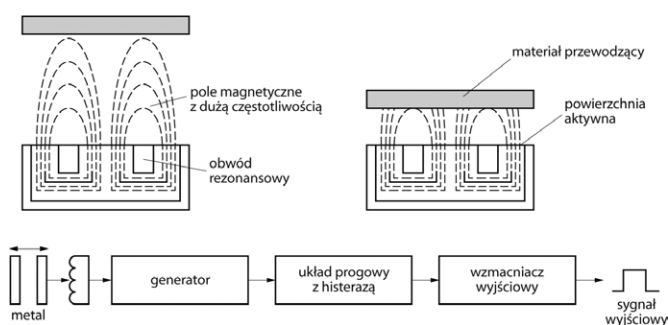 materiał przewodzący
pole magnetyczne
z dużą częstotliwością
powierzchnia
aktywna
obwód
rezonansowy
metal
generator
układ progowy
z histerazą
wzmacniacz
wyjściowy
sygnał
wyjściowy